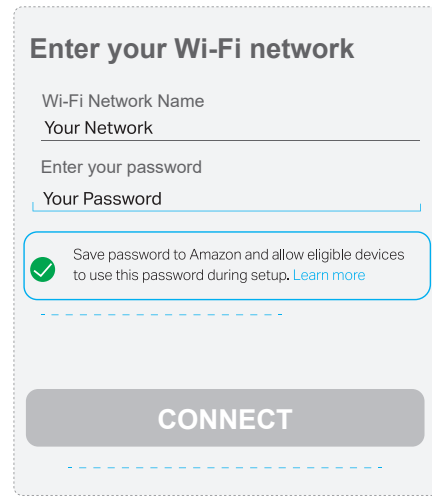 Enter your Wi-Fi network
Wi-Fi Network Name
Your Network
Enter your password
Your Password
Save password to Amazon and allow eligible devices
to use this password during setup. Learn more
CONNECT